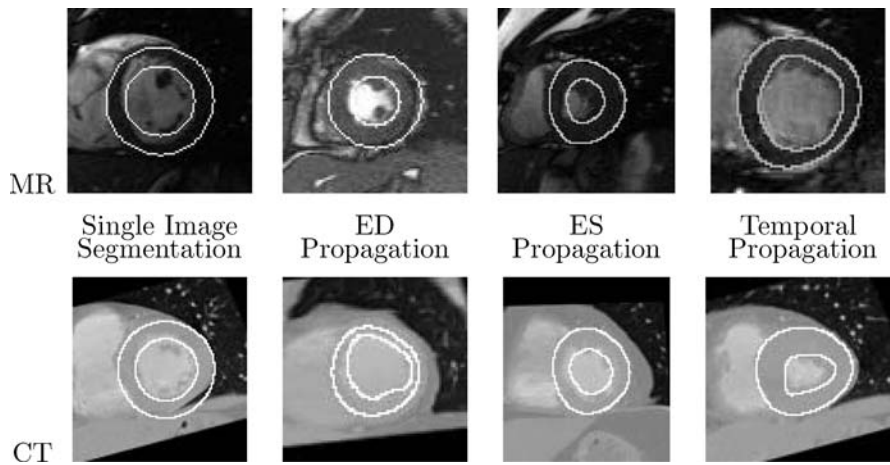 MR
Single Image
Segmentation
ED
Propagation
ES
Propagation
Temporal
Propagation
CT